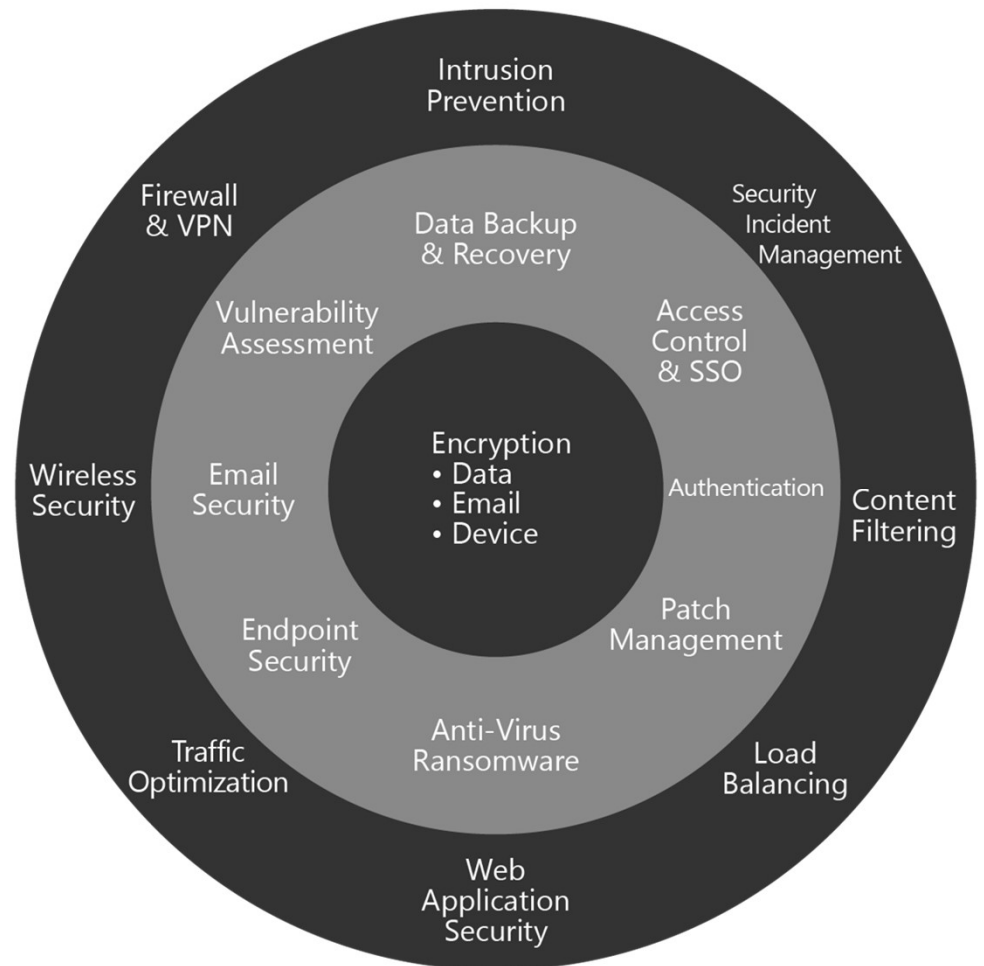 Intrusion
Prevention
Security
Incident
Management
Content
Filtering
Load
Balancing
Web
Application
Security
Traffic
Optimization
Wireless
Security
Firewall
& VPN
Data Backup
& Recovery
Access
Control
& SSO
Authentication
Patch
Management
Anti-Virus
Ransomware
Endpoint
Security
Email
Security
Vulnerability
Assessment
Encryption
• Data
• Email
• Device